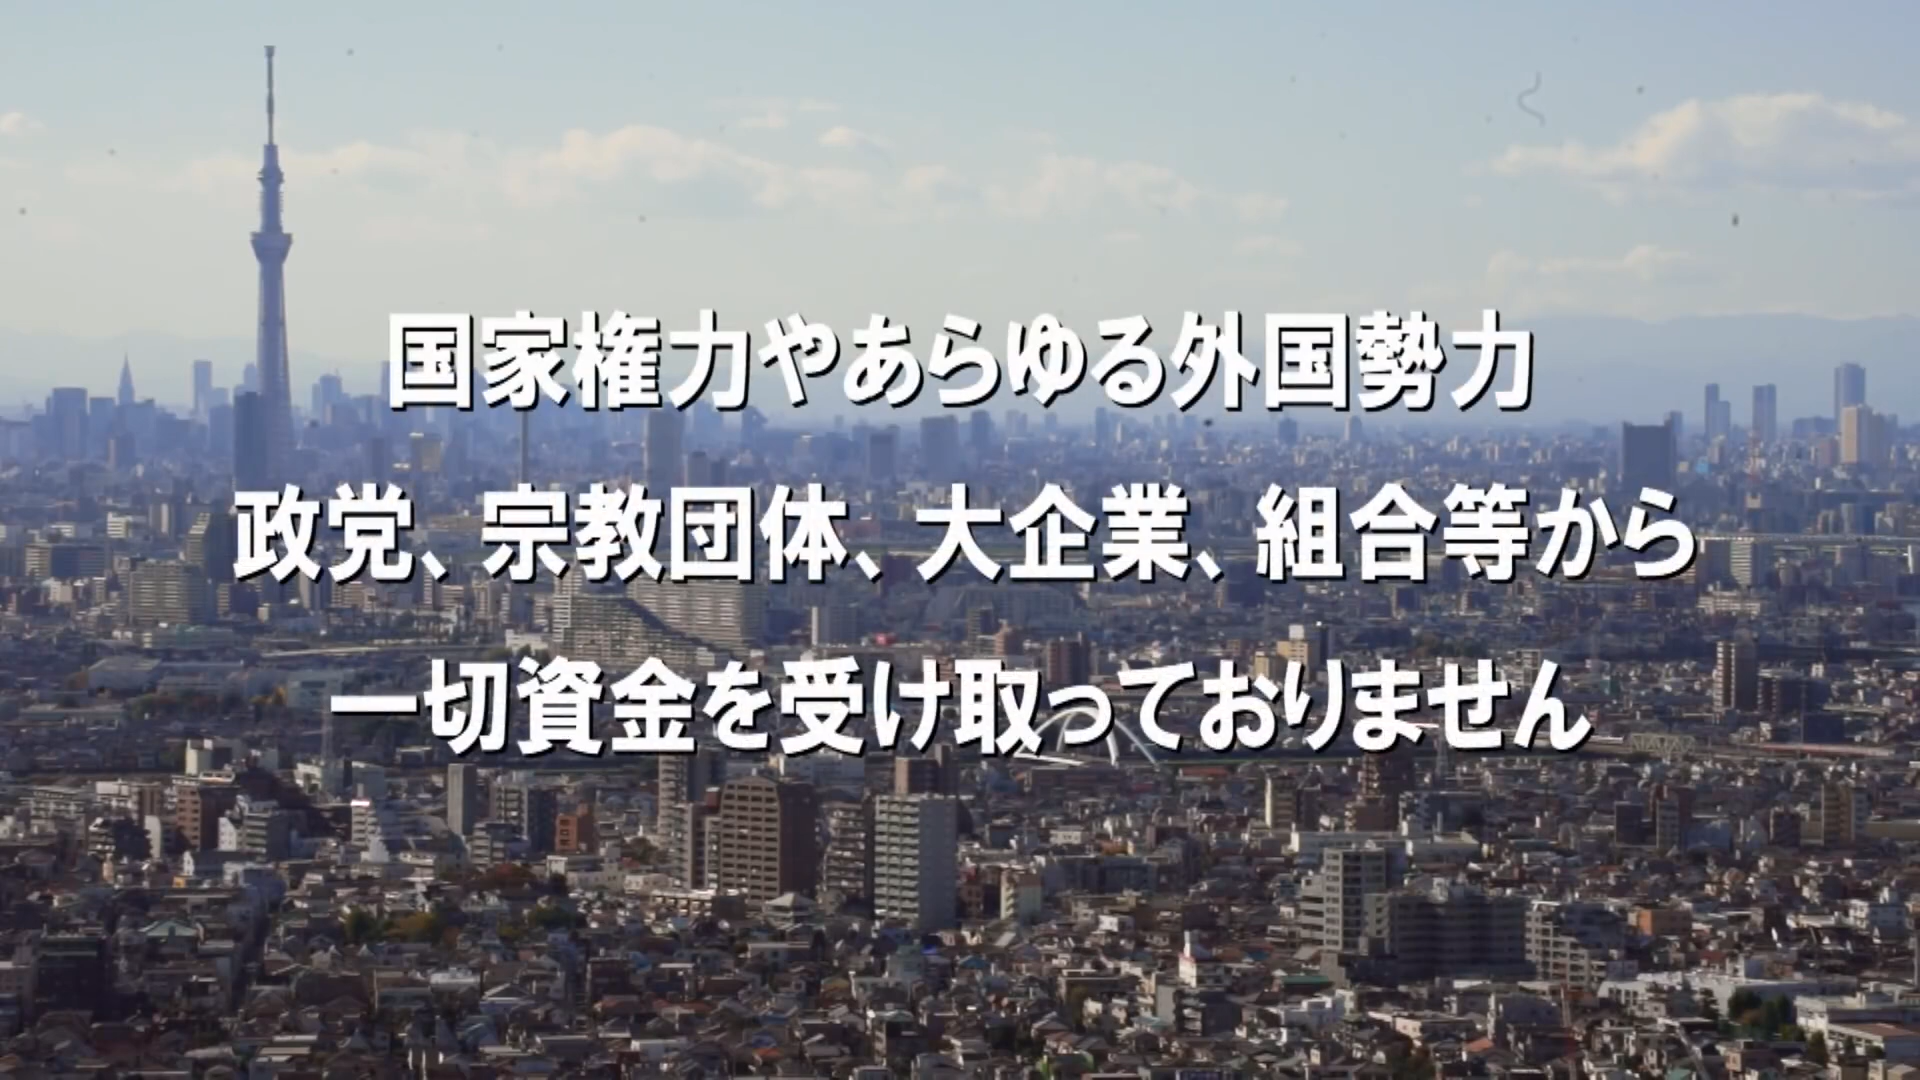 国家権力やあらゆる外国勢力
政党、宗教団体、大企業、組合等から
一切資金を受け取っておりません